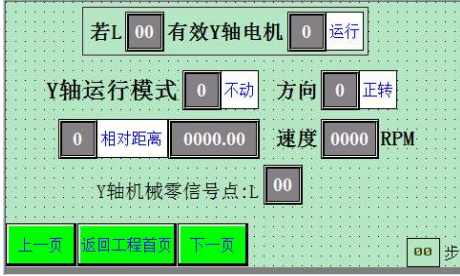 若L 00 有效Y轴电机 0 运行
Y轴运行模式 0 不动 方向 0 正转
0 相对距离 0000.00 速度 0000 RPM
Y轴机械零信号点:L 00
上一页 返回工程首页 下一页 00 步